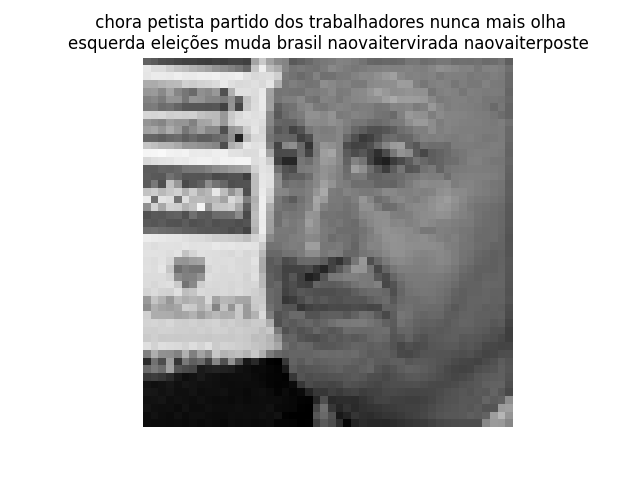 chora petista partido dos trabalhadores nunca mais olha
esquerda eleições muda brasil naovaitervirada naovaiterposte